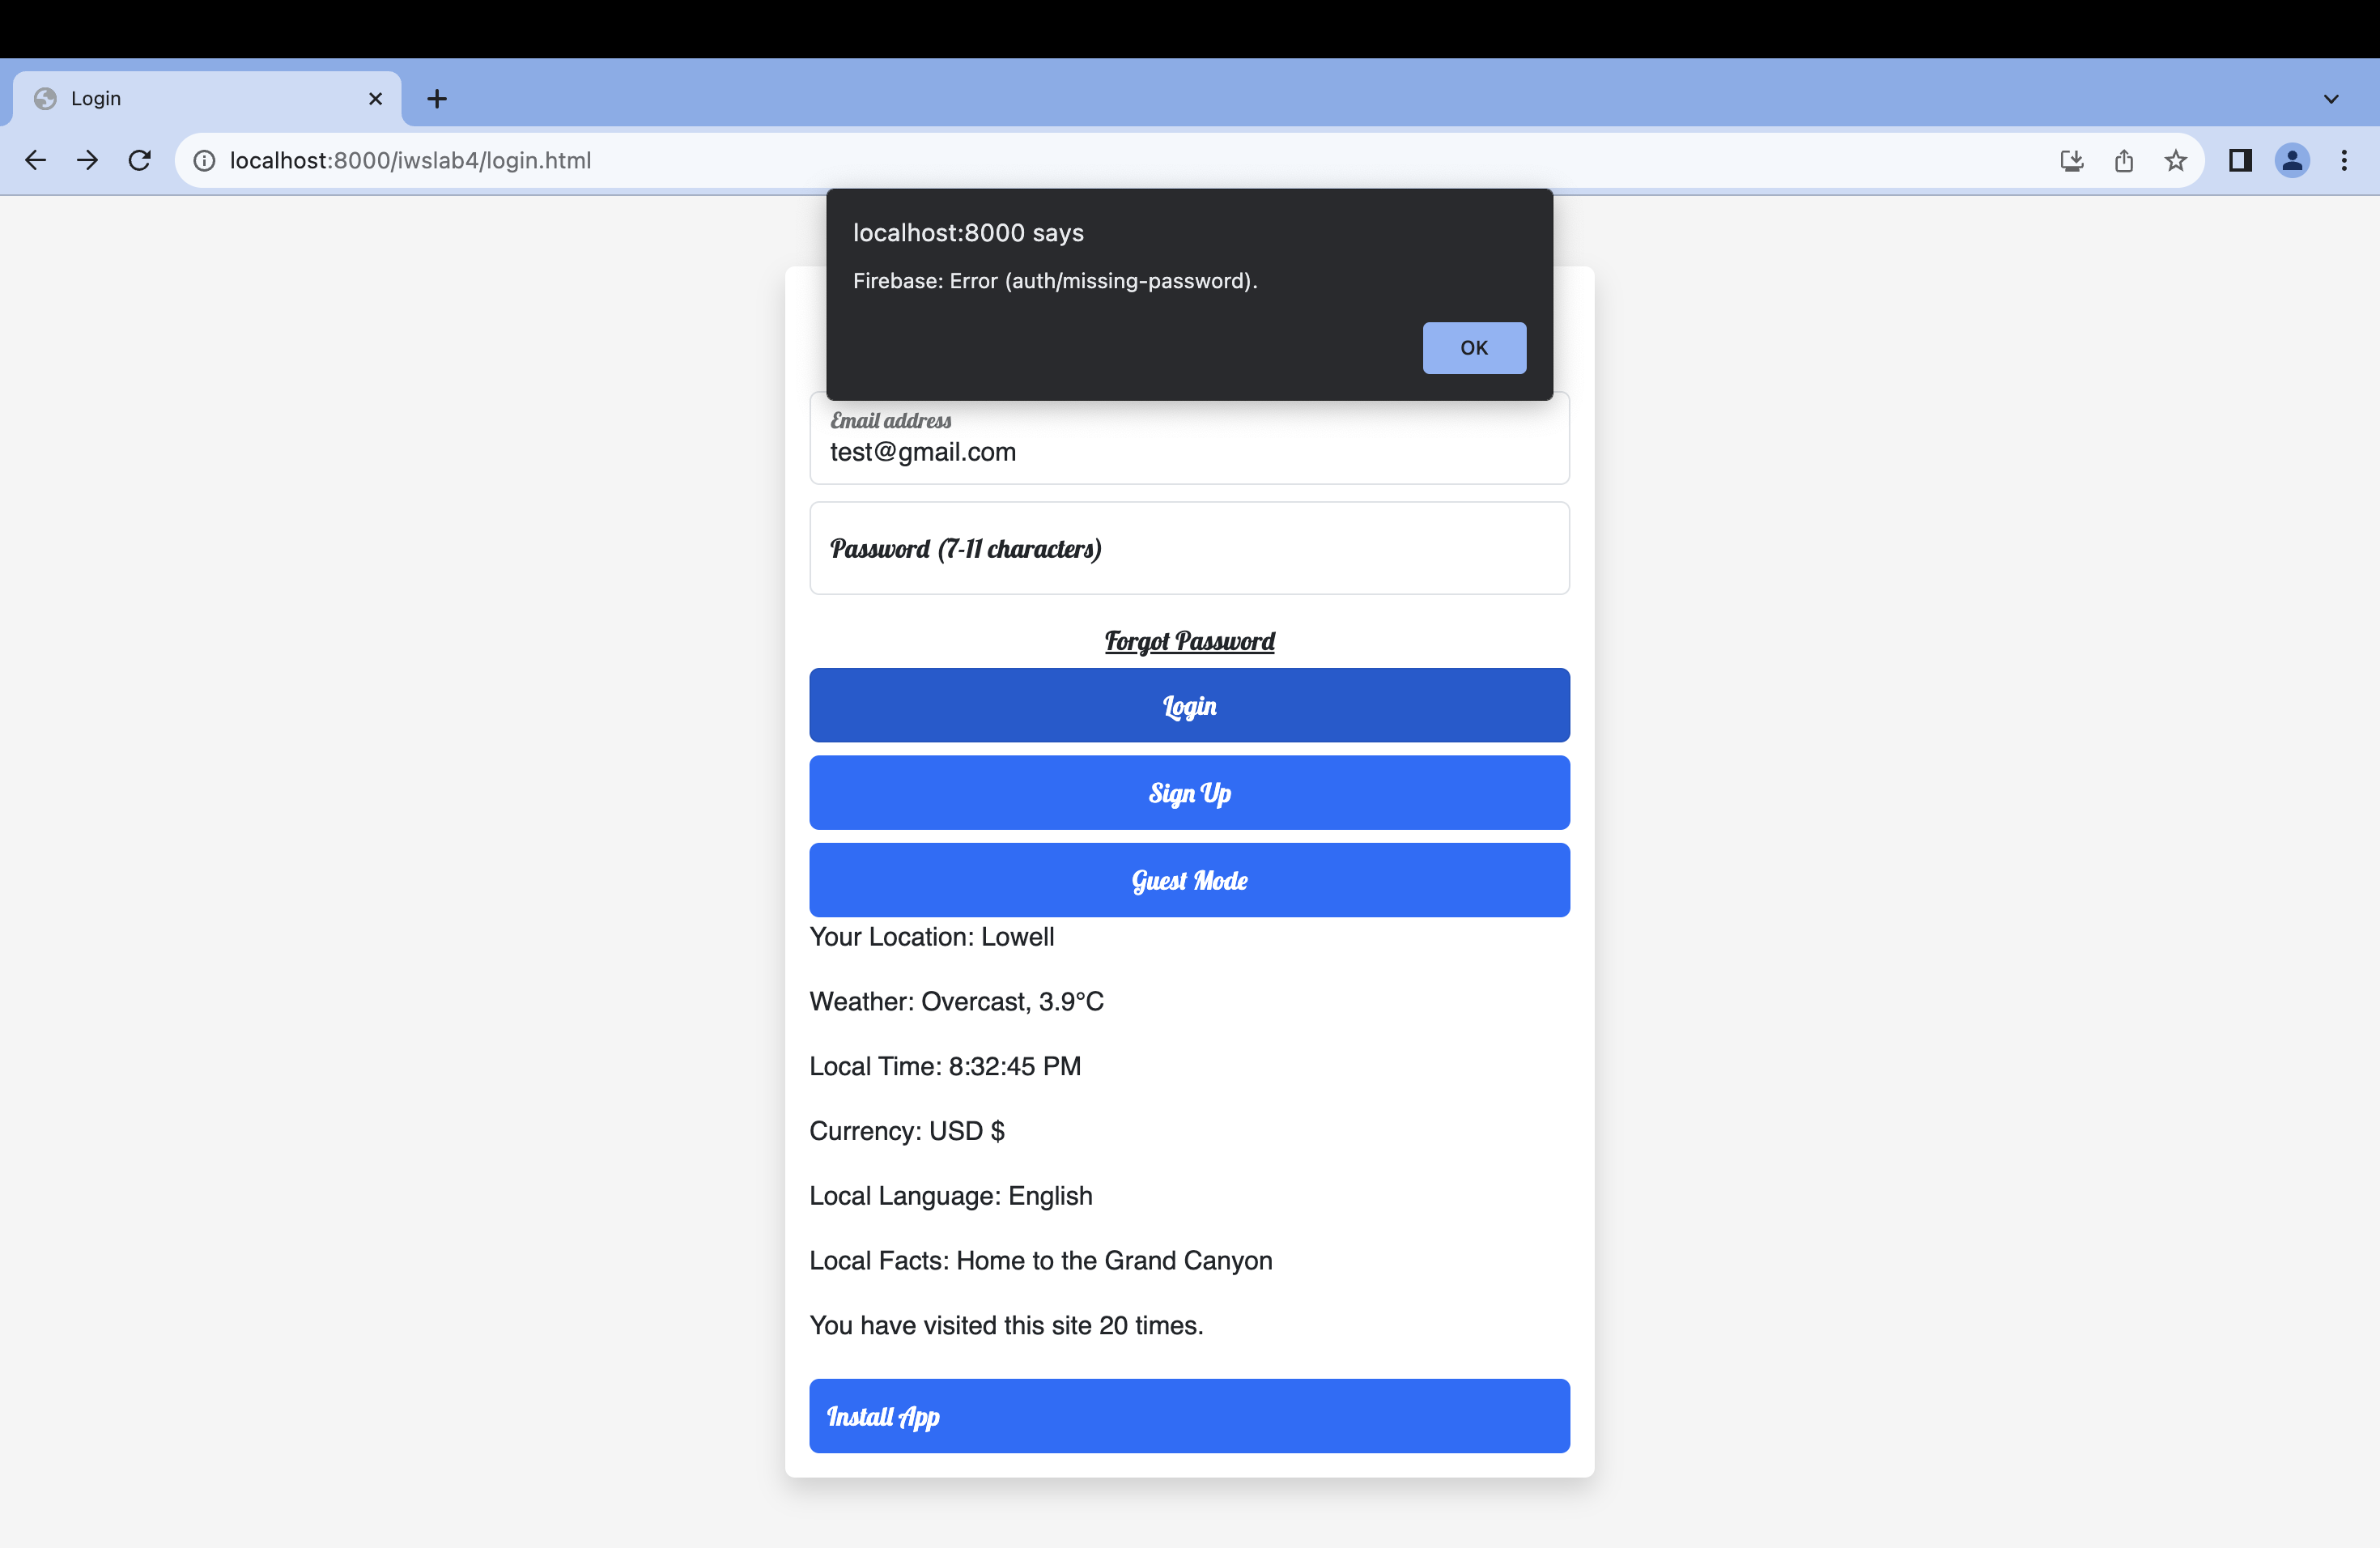 Login
localhost:8000/iwslab4/login.html
localhost:8000 says
Firebase: Error (auth/missing-password).
OK
Email address
test@gmail.com
Password (7-11 characters)
Forgot Password
Login
Sign Up
Guest Mode
Your Location: Lowell
Weather: Overcast, 3.9°C
Local Time: 8:32:45 PM
Currency: USD $
Local Language: English
Local Facts: Home to the Grand Canyon
You have visited this site 20 times.
Install App